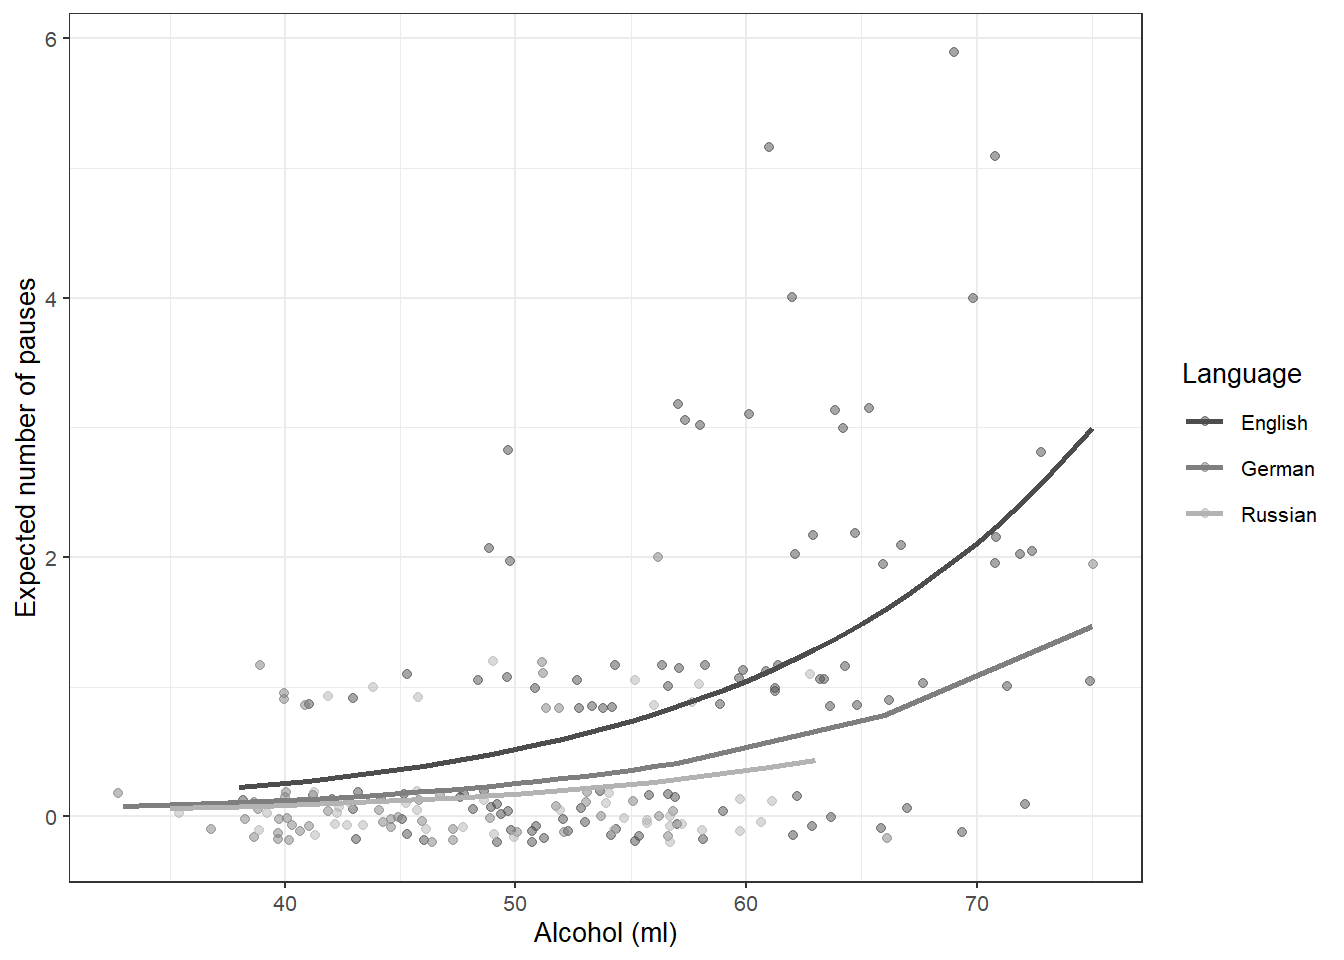 Expected number of pauses
6
4
2
0
40 50 60 70
Alcohol (ml)
Language
English
German
Russian